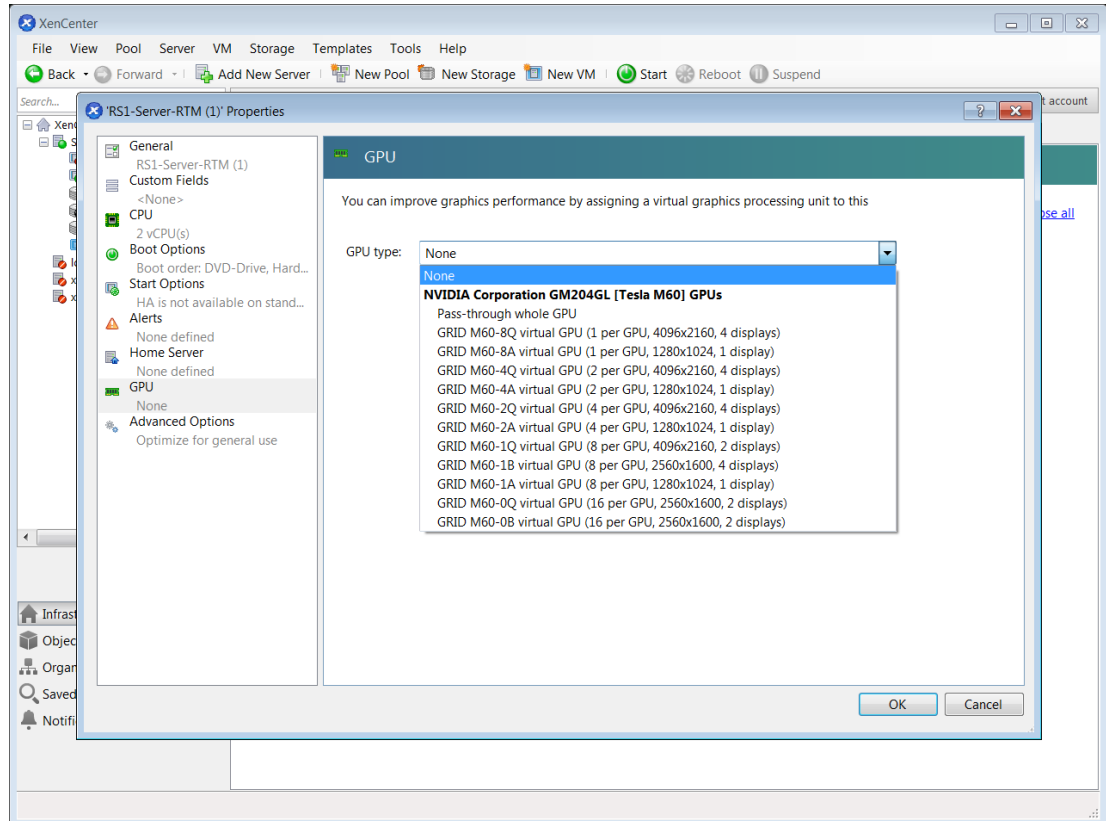 XenCenter
File View Pool Server VM Storage Templates Tools Help
Back Forward Add New Server New Pool New Storage New VM Start Reboot Suspend
Search...
t account
'RS1-Server-RTM (1)' Properties
?
General
RS1-Server-RTM (1)
Custom Fields
<None>
CPU
2 vCPU(s)
Boot Options
Boot order: DVD-Drive, Hard...
Start Options
HA is not available on stand...
Alerts
None defined
Home Server
None defined
GPU
None
Advanced Options
Optimize for general use
GPU
You can improve graphics performance by assigning a virtual graphics processing unit to this
GPU type: None
None
NVIDIA Corporation GM204GL [Tesla M60] GPUs
Pass-through whole GPU
GRID M60-8Q virtual GPU (1 per GPU, 4096x2160, 4 displays)
GRID M60-8A virtual GPU (1 per GPU, 1280x1024, 1 display)
GRID M60-4Q virtual GPU (2 per GPU, 4096x2160, 4 displays)
GRID M60-4A virtual GPU (2 per GPU, 1280x1024, 1 display)
GRID M60-2Q virtual GPU (4 per GPU, 4096x2160, 4 displays)
GRID M60-2A virtual GPU (4 per GPU, 1280x1024, 1 display)
GRID M60-1Q virtual GPU (8 per GPU, 4096x2160, 2 displays)
GRID M60-1B virtual GPU (8 per GPU, 2560x1600, 4 displays)
GRID M60-1A virtual GPU (8 per GPU, 1280x1024, 1 display)
GRID M60-0Q virtual GPU (16 per GPU, 2560x1600, 2 displays)
GRID M60-0B virtual GPU (16 per GPU, 2560x1600, 2 displays)
OK Cancel
Xen
S
ose all
x
x
Infrast
Objec
Organ
Saved
Notifi